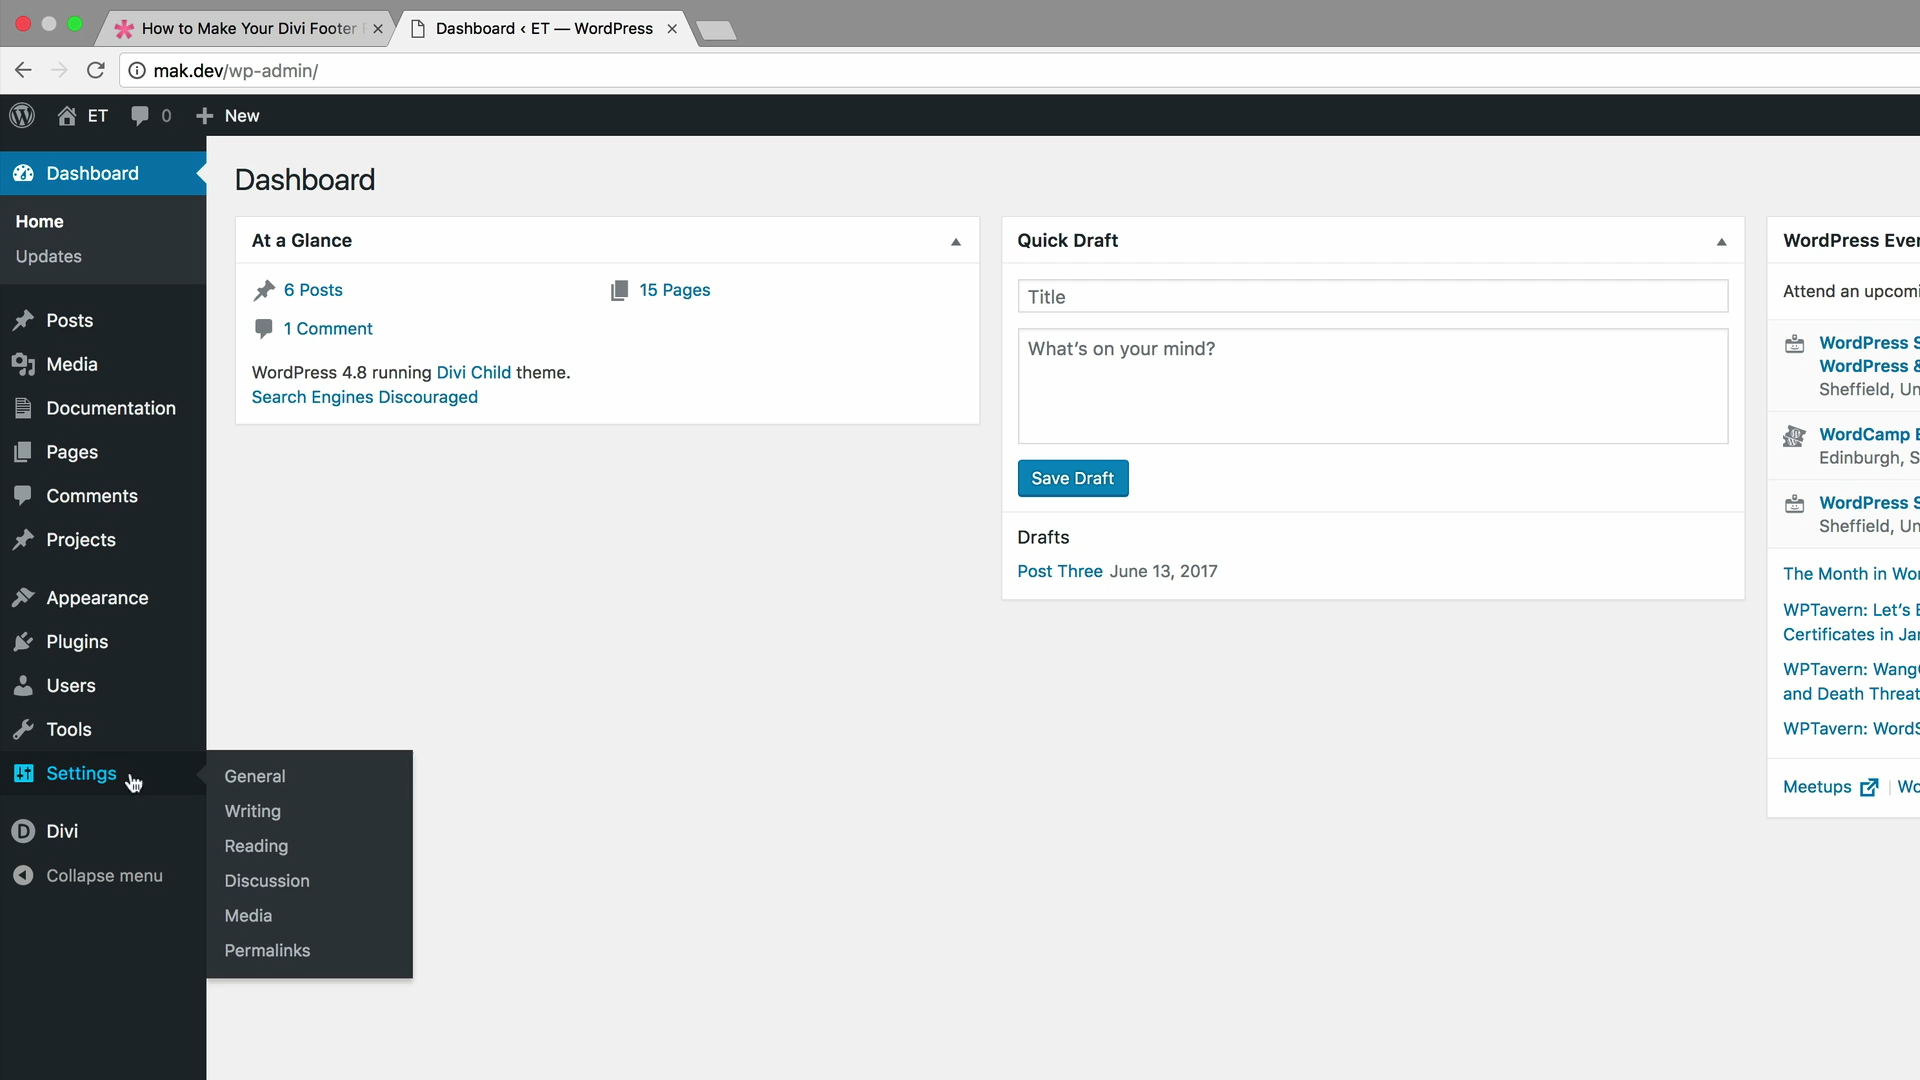 How to Make Your Divi Footer
Dashboard ‹ ET — WordPress
mak.dev/wp-admin/
ET
0
New
Dashboard
Home
Updates
Posts
Media
Documentation
Pages
Comments
Projects
Appearance
Plugins
Users
Tools
Settings
Divi
Collapse menu
General
Writing
Reading
Discussion
Media
Permalinks
Dashboard
At a Glance
6 Posts
15 Pages
1 Comment
WordPress 4.8 running Divi Child theme.
Search Engines Discouraged
Quick Draft
Title
What's on your mind?
Save Draft
Drafts
Post Three June 13, 2017
WordPress Ever
Attend an upcomi
WordPress S
WordPress &
Sheffield, Un
WordCamp E
Edinburgh, S
WordPress S
Sheffield, Un
The Month in Wor
WPTavern: Let's E
Certificates in Jan
WPTavern: WangG
and Death Threat
WPTavern: WordS
Meetups
Wo